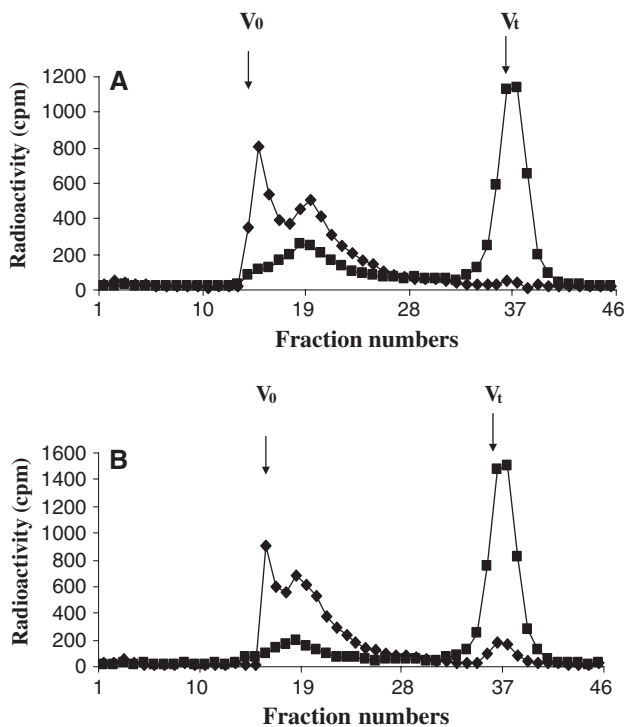 V0 Vt
A
Radioactivity (cpm)
1200
1000
800
600
400
200
0
1 10 19 28 37 46
Fraction numbers
V0 Vt
B
Radioactivity (cpm)
1600
1400
1200
1000
800
600
400
200
0
1 10 19 28 37 46
Fraction numbers